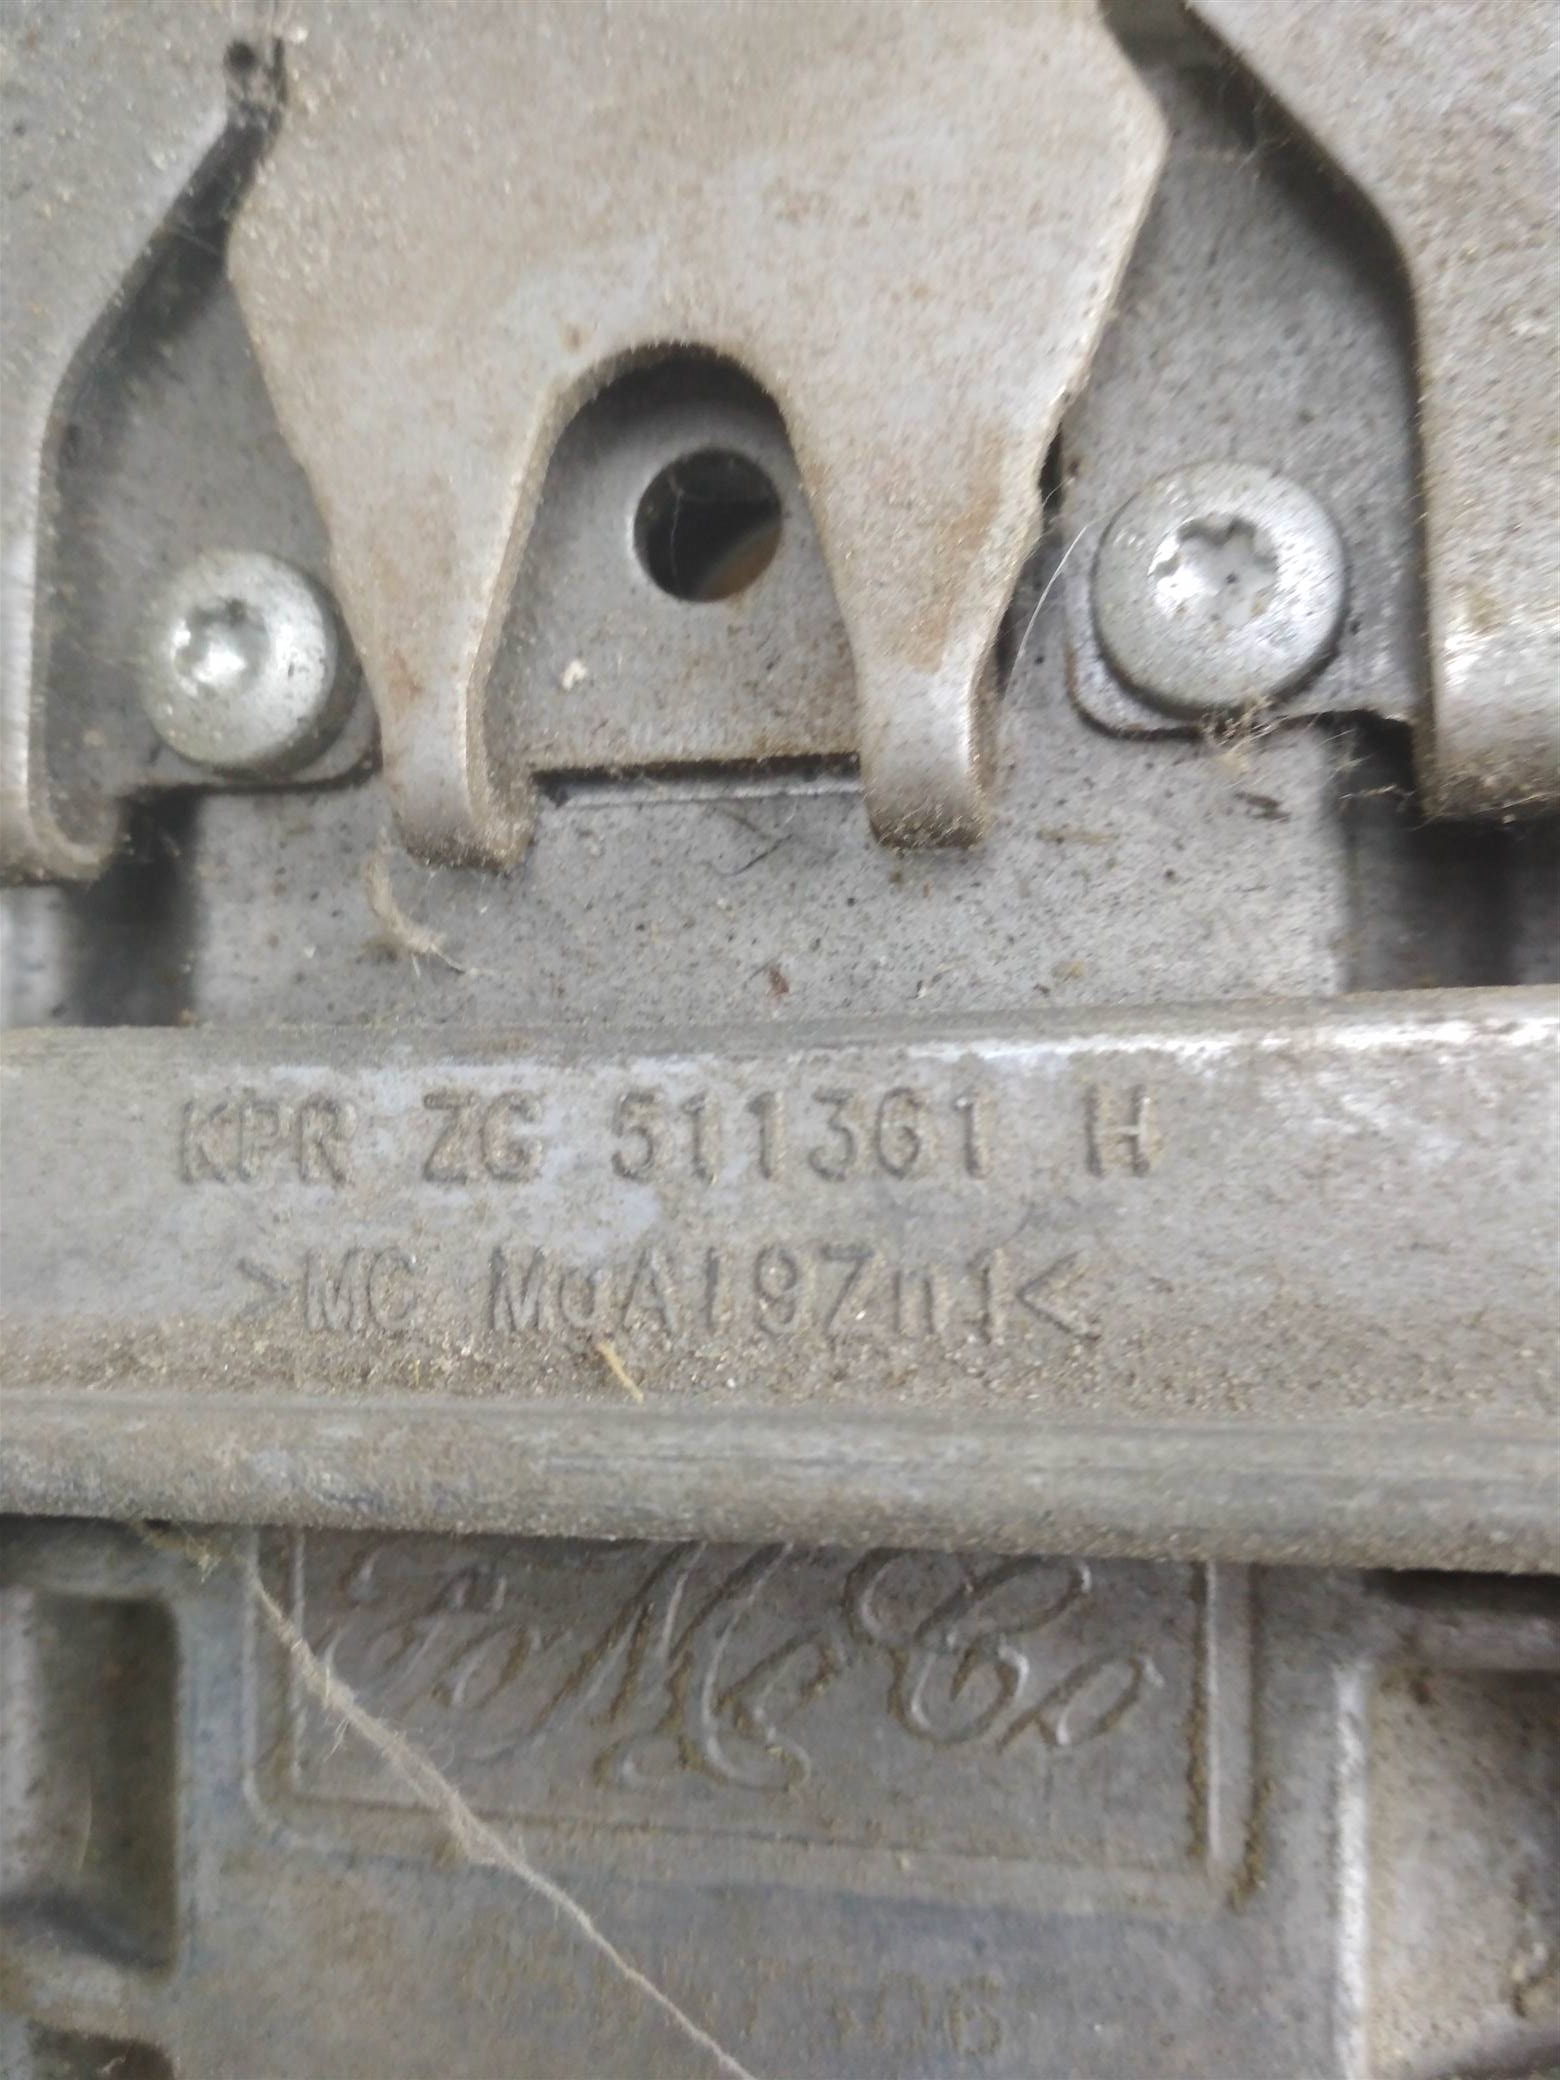 KPR ZG 511361 H
>MC MgAl9Zn1<
FoMoCo